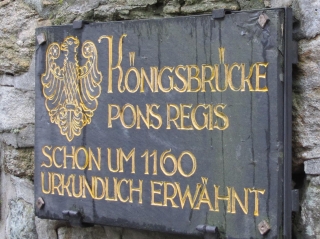 KÖNIGSBRÜCKE
PONS REGIS
SCHON UM 1160
URKUNDLICH ERWÄHNT